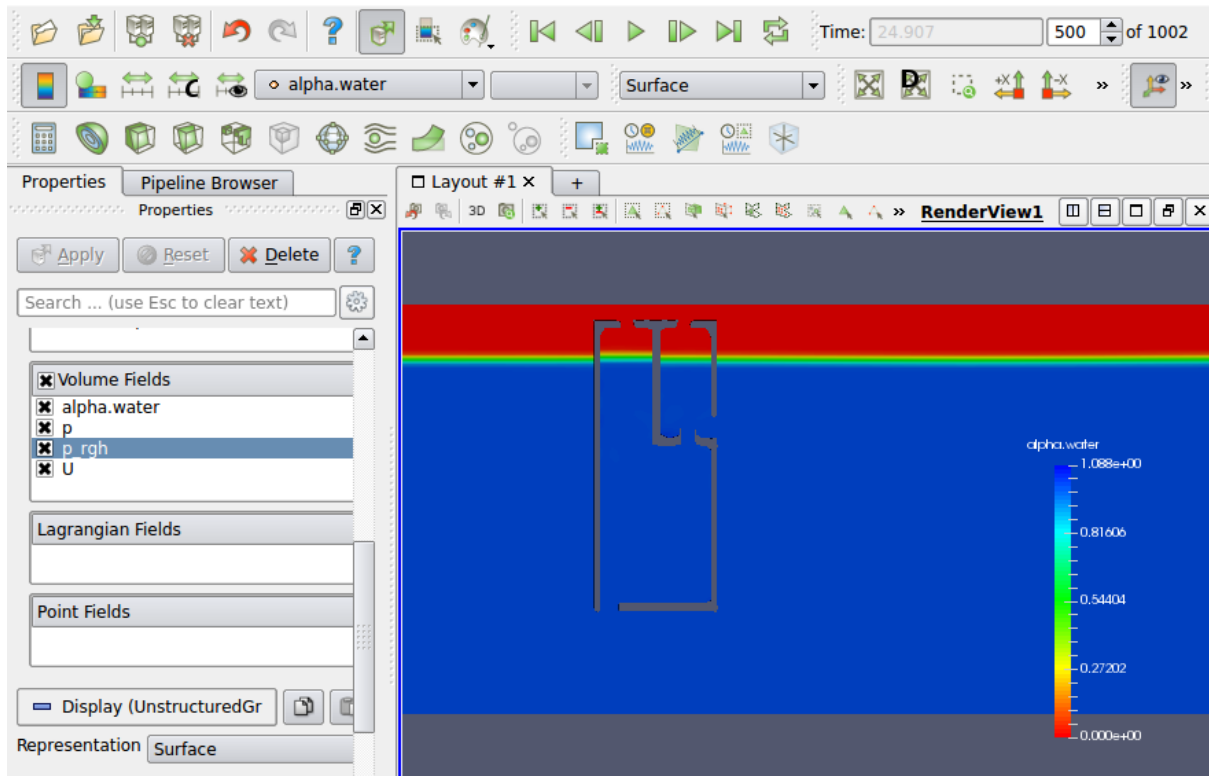 Time: 24.907 500 of 1002
alpha.water Surface
Properties Pipeline Browser
Layout #1 +
Properties
3D
RenderView1
Apply Reset Delete
Search ... (use Esc to clear text)
Volume Fields
alpha.water
p
p_rgh
U
Lagrangian Fields
Point Fields
Display (UnstructuredGr
Representation Surface
alpha.water
1.088e+00
0.81606
0.54404
0.27202
0.000e+00